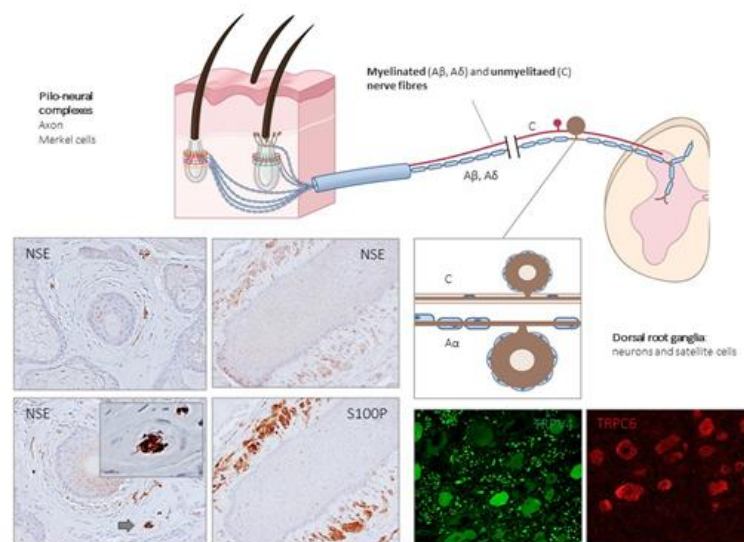 Pilo-neural
complexes
Axon
Merkel cells
Myelinated (Aβ, Aδ) and unmyelitaed (C)
nerve fibres
C
Aβ, Aδ
NSE
NSE
C
Aα
Dorsal root ganglia:
neurons and satellite cells
NSE
S100P
TRPV4
TRPC6